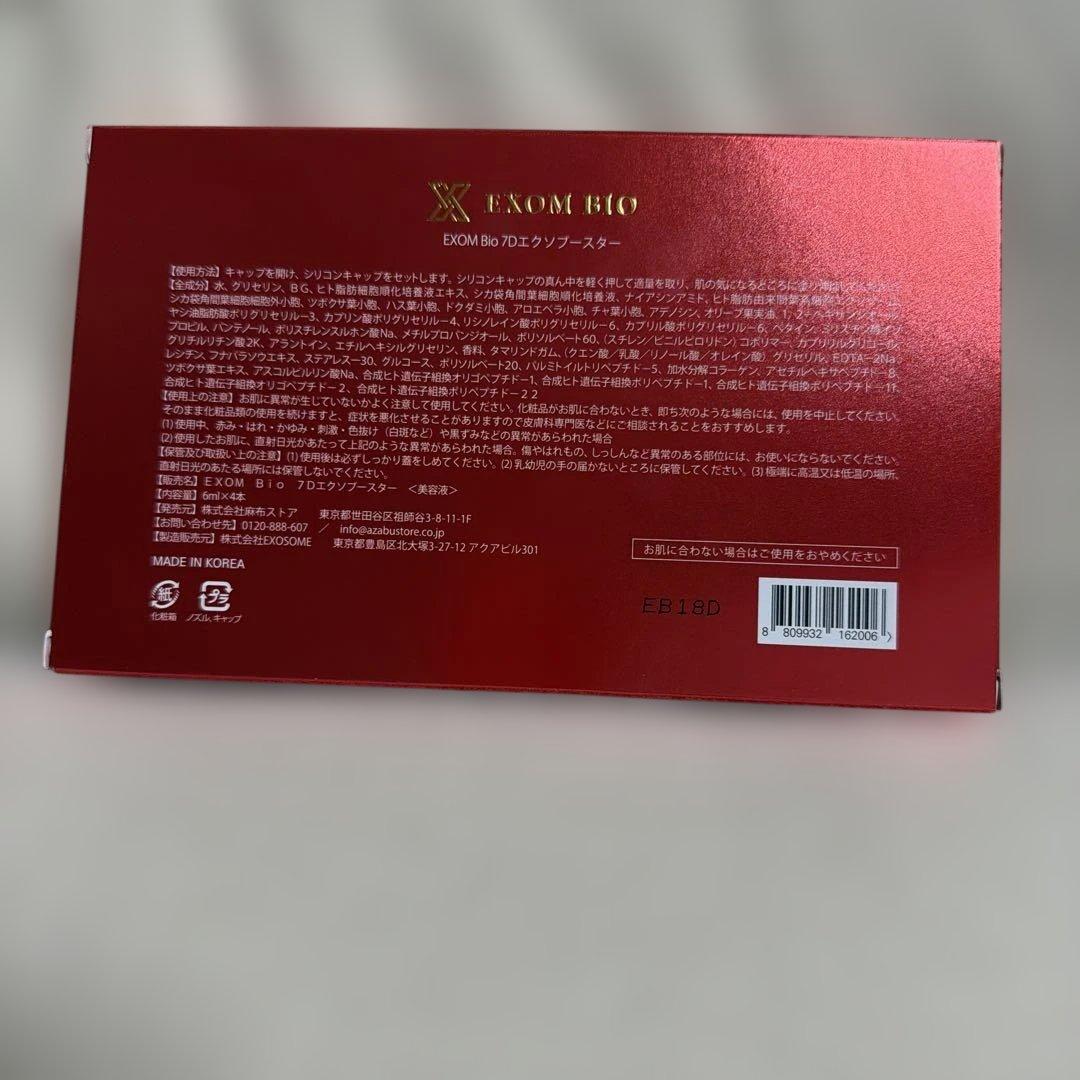 EXOM BIO
EXOM Bio 7Dエクソブースター
【使用方法】キャップを開け、シリコンキャップをセットします。シリコンキャップの真ん中を軽く押して適量を取り、肌の気になるところに塗り
【全成分】水、グリセリン、BG、ヒト脂肪細胞順化培養液エキス、シカ袋角間葉細胞順化培養液、ナイアシンアミド、ヒト脂肪由来間葉系細胞エクソソーム、
シカ袋角間葉細胞細胞外小胞、ツボクサ葉小胞、ハス葉小胞、ドクダミ小胞、アロエベラ小胞、チャ葉小胞、アデノシン、オリーブ果実油、1,2-ヘキサンジオール、
ヤシ油脂肪酸ポリグリセリル-3、カプリン酸ポリグリセリル-4、リシノレイン酸ポリグリセリル-6、カプリル酸ポリグリセリル-6、ベタイン、ミリスチン酸イソ
プロピル、パンテノール、ポリスチレンスルホン酸Na、メチルプロパンジオール、ポリソルベート60、(スチレン/ビニルピロリドン)コポリマー、カプリリルグリコール、
グリチルリチン酸2K、アラントイン、エチルヘキシルグリセリン、香料、タマリンドガム、(クエン酸/乳酸/リノール酸/オレイン酸)グリセリル、EDTA-2Na、
レシチン、フナバラソウエキス、ステアレス-30、グルコース、ポリソルベート20、パルミトイルトリペプチド-5、加水分解コラーゲン、アセチルヘキサペプチド-8、
ツボクサ葉エキス、アスコルビルリン酸Na、合成ヒト遺伝子組換オリゴペプチド-1、合成ヒト遺伝子組換ポリペプチド-1、合成ヒト遺伝子組換ポリペプチド-11、
合成ヒト遺伝子組換オリゴペプチド-2、合成ヒト遺伝子組換ポリペプチド-22
【使用上の注意】お肌に異常が生じていないかよく注意して使用してください。化粧品がお肌に合わないとき、即ち次のような場合には、使用を中止してください。
そのまま化粧品類の使用を続けますと、症状を悪化させることがありますので皮膚科専門医などにご相談されることをおすすめします。
(1)使用中、赤み・はれ・かゆみ・刺激・色抜け(白斑など)や黒ずみなどの異常があらわれた場合
(2)使用したお肌に、直射日光があたって上記のような異常があらわれた場合。傷やはれもの、しっしんなど異常のある部位には、お使いにならないでください。
【保管及び取扱い上の注意】(1)使用後は必ずしっかり蓋をしめてください。(2)乳幼児の手の届かないところに保管してください。(3)極端に高温又は低温の場所、
直射日光のあたる場所には保管しないでください。
【販売名】EXOM Bio 7Dエクソブースター <美容液>
【内容量】6ml×4本
【発売元】株式会社麻布ストア 東京都世田谷区祖師谷3-8-11-1F
【お問い合わせ先】0120-888-607 / info@azabustore.co.jp
【製造販売元】株式会社EXOSOME 東京都豊島区北大塚3-27-12 アクアビル301
お肌に合わない場合はご使用をおやめください
MADE IN KOREA
紙 プラ
化粧箱 ノズル,キャップ
EB18D
8 809932 162006